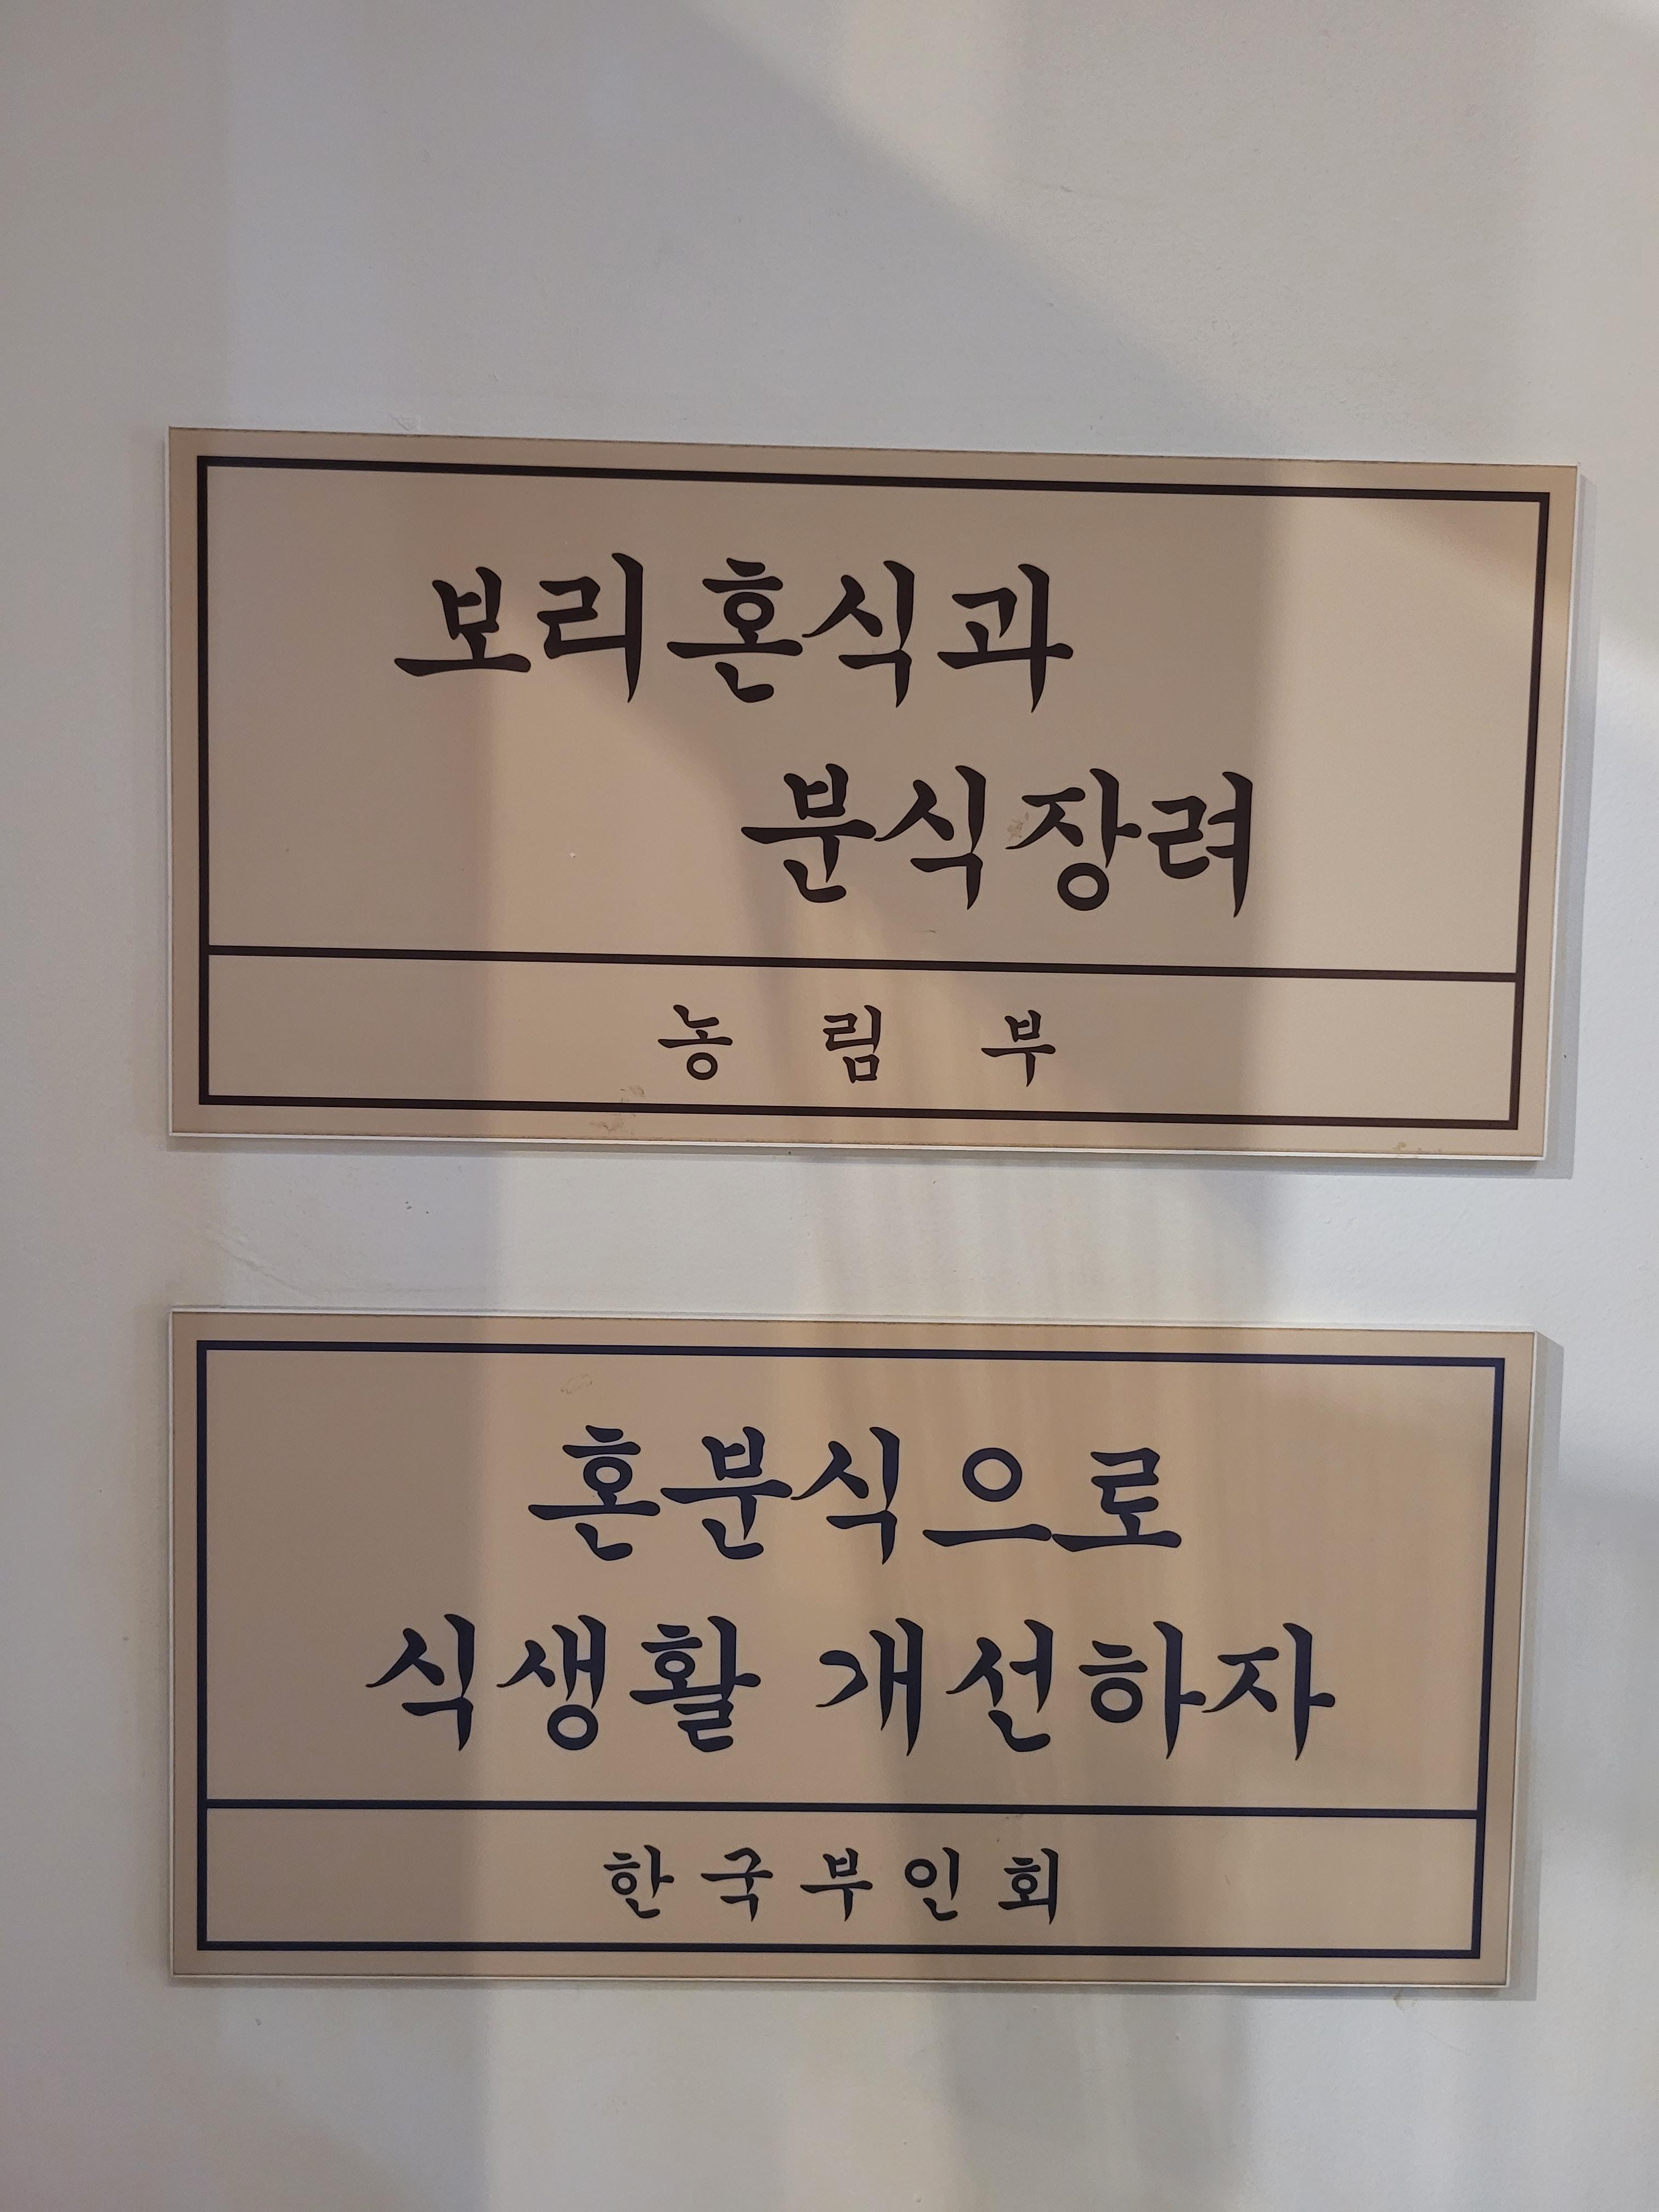 보리혼식과
분식장려
농 림 부
혼분식으로
식생활 개선하자
한국부인회